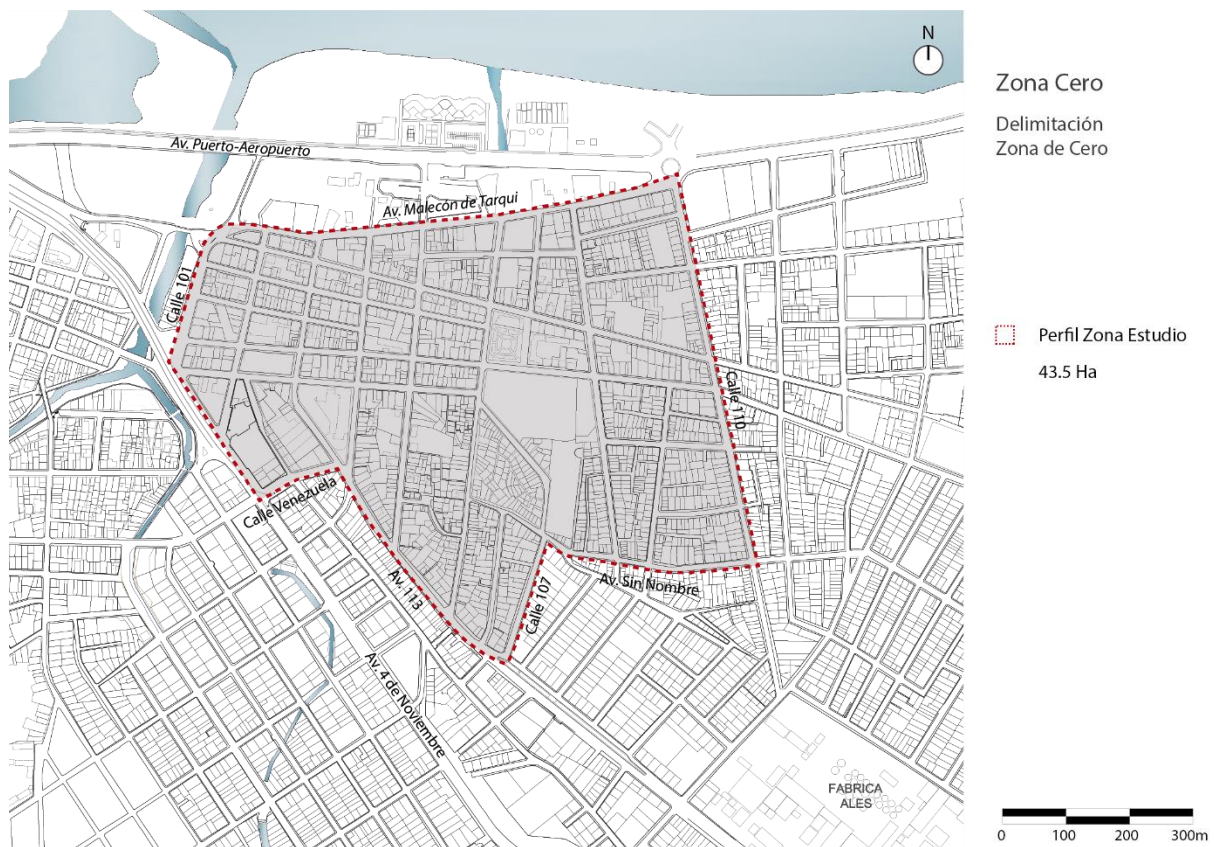 N
Zona Cero
Delimitación
Zona de Cero
Av. Puerto-Aeropuerto
Av. Malecón de Tarqui
Calle 101
Perfil Zona Estudio
43.5 Ha
Calle 110
Calle Venezuela
Av. 113
Calle 107
Av. Sin Nombre
Av. 4 de Noviembre
FABRICA
ALES
0 100 200 300m